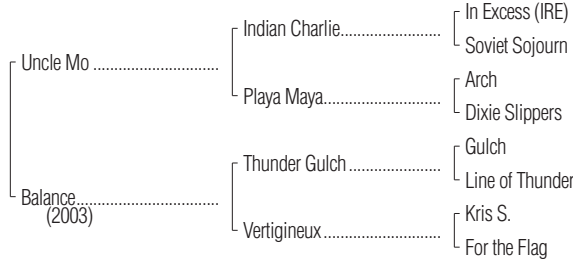 In Excess (IRE)
Indian Charlie
Soviet Sojourn
Uncle Mo
Arch
Playa Maya
Dixie Slippers
Gulch
Thunder Gulch
Line of Thunder
Balance
(2003)
Kris S.
Vertigineux
For the Flag